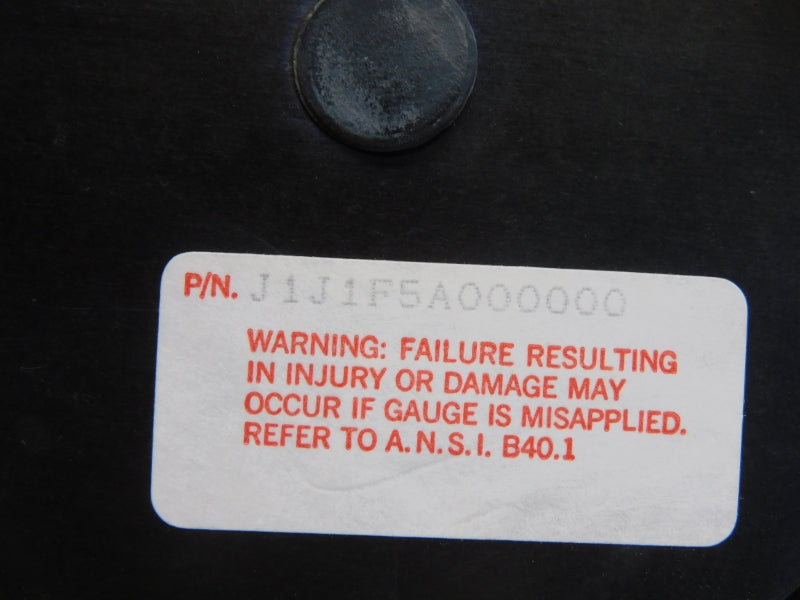 P/N. J1J1F5A000000
WARNING: FAILURE RESULTING
IN INJURY OR DAMAGE MAY
OCCUR IF GAUGE IS MISAPPLIED.
REFER TO A.N.S.I. B40.1